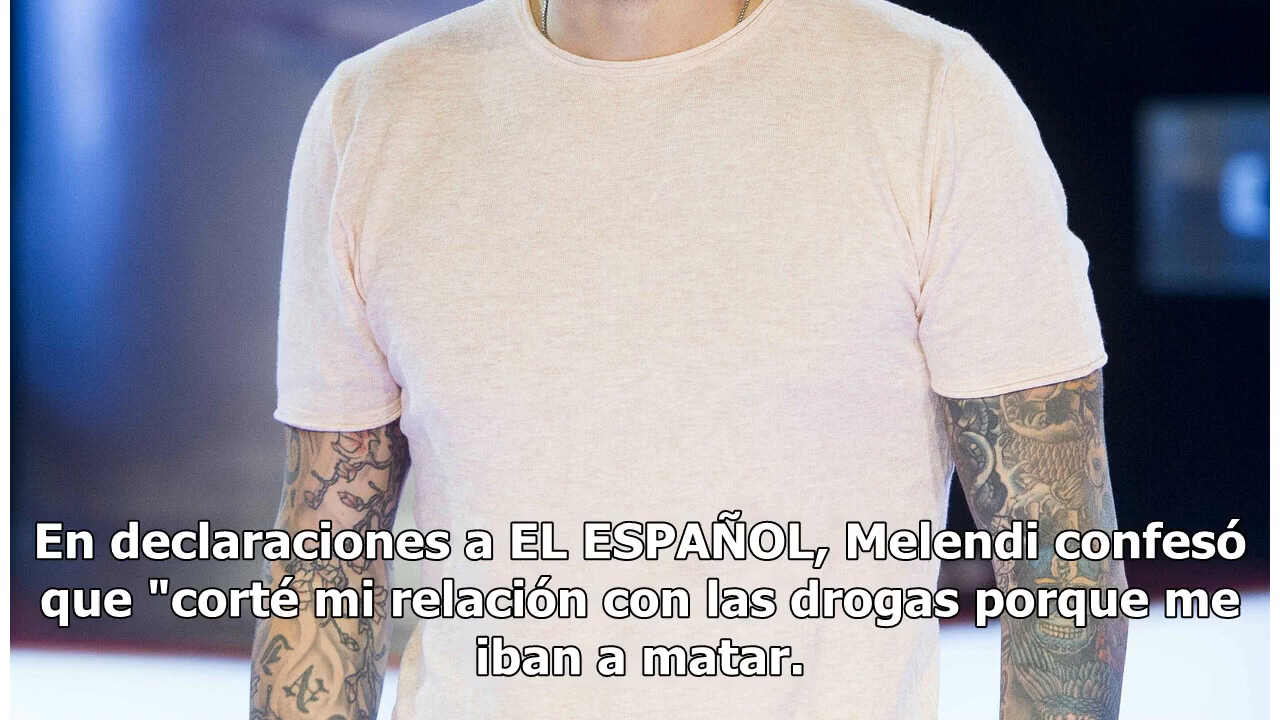 En declaraciones a EL ESPAÑOL, Melendi confesó
que "corté mi relación con las drogas porque me
iban a matar.